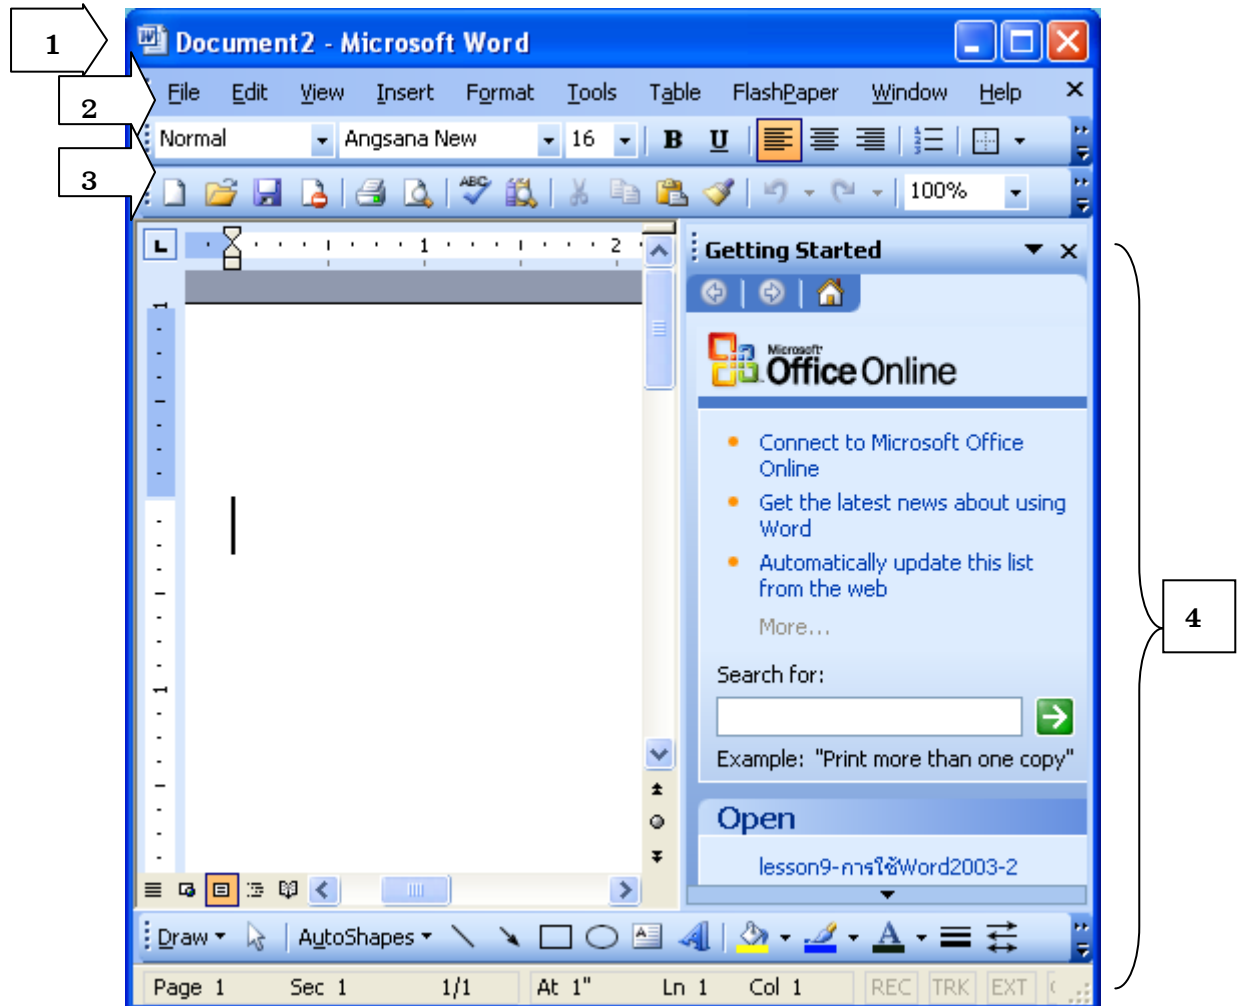 1
Document2 - Microsoft Word
2
File Edit View Insert Format Tools Table FlashPaper Window Help
Normal Angsana New 16 B U
3
ABC 100%
L 1 2
Getting Started
1
Microsoft
Office Online
Connect to Microsoft Office
Online
Get the latest news about using
Word
Automatically update this list
from the web
More...
4
Search for:
1
Example: "Print more than one copy"
Open
lesson9-การใช้Word2003-2
Draw AutoShapes A
Page 1 Sec 1 1/1 At 1" Ln 1 Col 1 REC TRK EXT